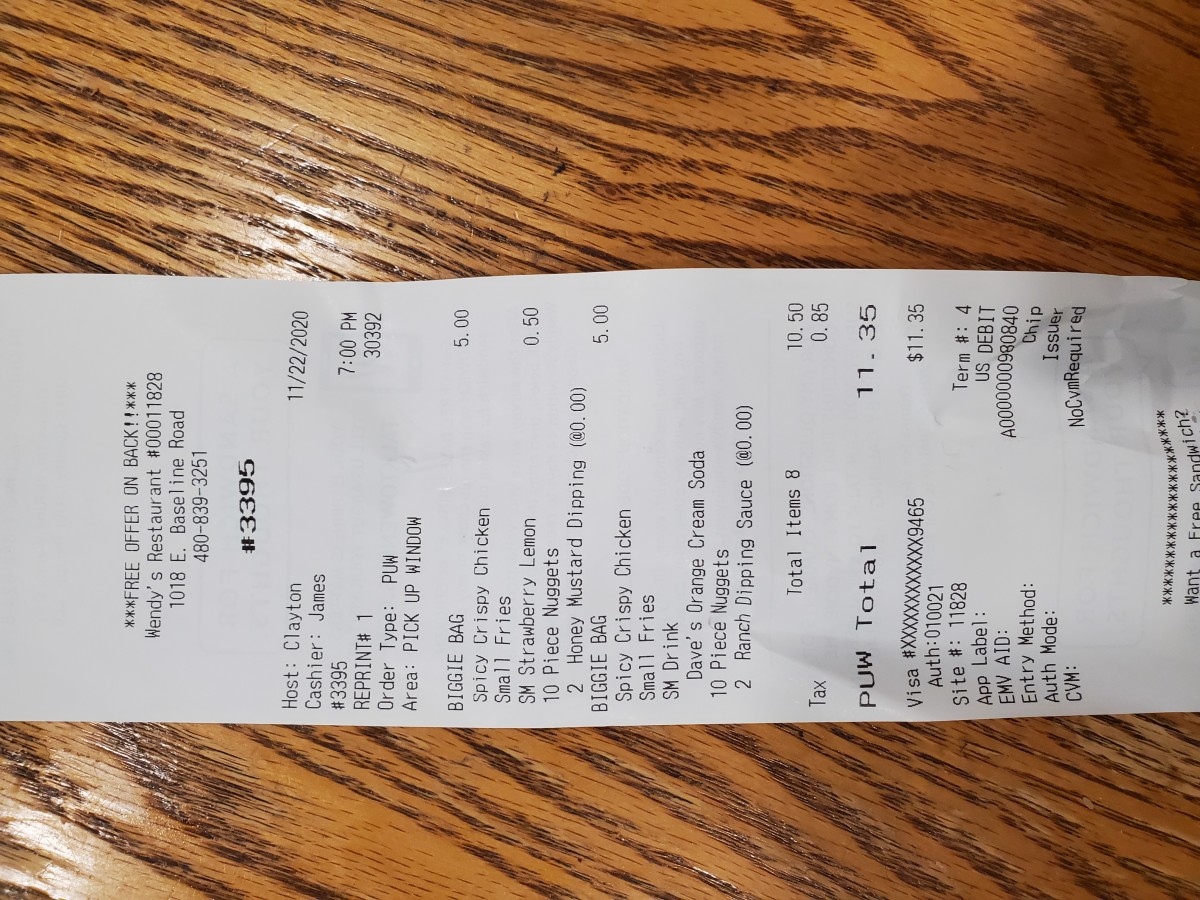 ***FREE OFFER ON BACK!!***
Wendy's Restaurant #00011828
1018 E. Baseline Road
480-839-3251
#3395
Host: Clayton 11/22/2020
Cashier: James
#3395 7:00 PM
REPRINT# 1 30392
Order Type: PUW
Area: PICK UP WINDOW
BIGGIE BAG 5.00
Spicy Crispy Chicken
Small Fries
SM Strawberry Lemon 0.50
10 Piece Nuggets
2 Honey Mustard Dipping (@0.00)
BIGGIE BAG 5.00
Spicy Crispy Chicken
Small Fries
SM Drink
Dave's Orange Cream Soda
10 Piece Nuggets
2 Ranch Dipping Sauce (@0.00)
Total Items 8 10.50
Tax 0.85
PUW Total 11.35
Visa #XXXXXXXXXXXX9465 $11.35
Auth:010021
Site #: 11828 Term #: 4
App Label: US DEBIT
EMV AID: A0000000980840
Entry Method: Chip
Auth Mode: Issuer
CVM: NoCvmRequired
**************************
Want a Free Sandwich?